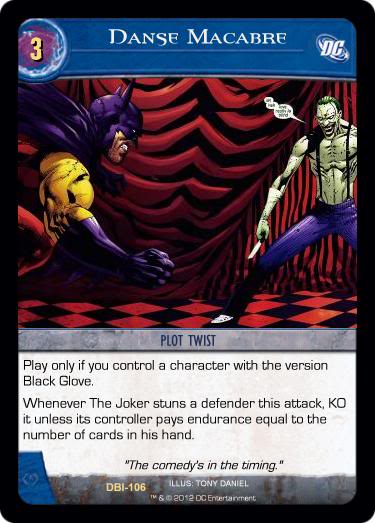 3
DANSE MACABRE
DC
PLOT TWIST
Play only if you control a character with the version
Black Glove.
Whenever The Joker stuns a defender this attack, KO
it unless its controller pays endurance equal to the
number of cards in his hand.
"The comedy's in the timing."
DBI-106
ILLUS: TONY DANIEL
™ & © 2012 DC Entertainment